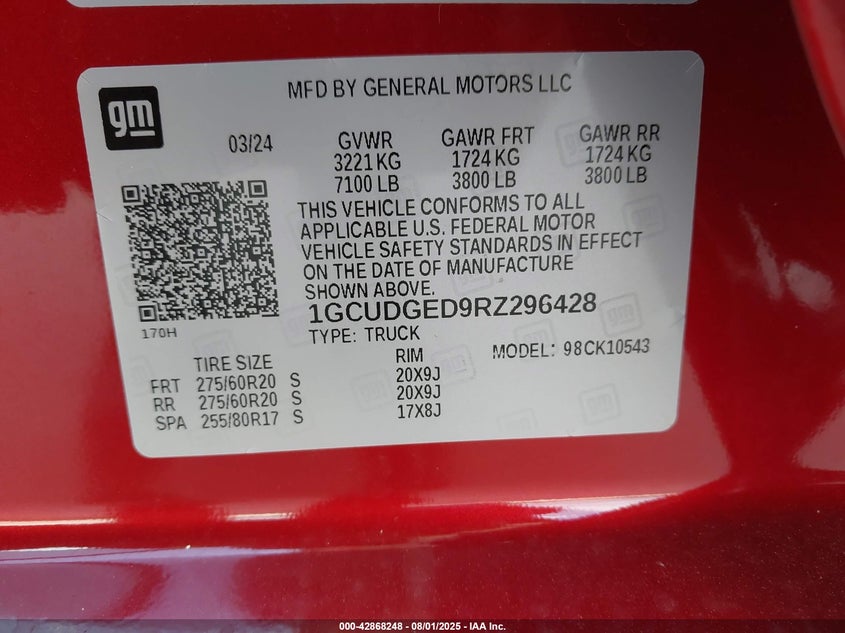 gm
MFD BY GENERAL MOTORS LLC
03/24 GVWR GAWR FRT GAWR RR
3221 KG 1724 KG 1724 KG
7100 LB 3800 LB 3800 LB
THIS VEHICLE CONFORMS TO ALL
APPLICABLE U.S. FEDERAL MOTOR
VEHICLE SAFETY STANDARDS IN EFFECT
ON THE DATE OF MANUFACTURE
SHOWN ABOVE.
1GCUDGED9RZ296428
170H
TYPE: TRUCK
TIRE SIZE RIM MODEL: 98CK10543
FRT 275/60R20 S 20X9J
RR 275/60R20 S 20X9J
SPA 255/80R17 S 17X8J
000-42868248 - 08/01/2025 - IAA Inc.